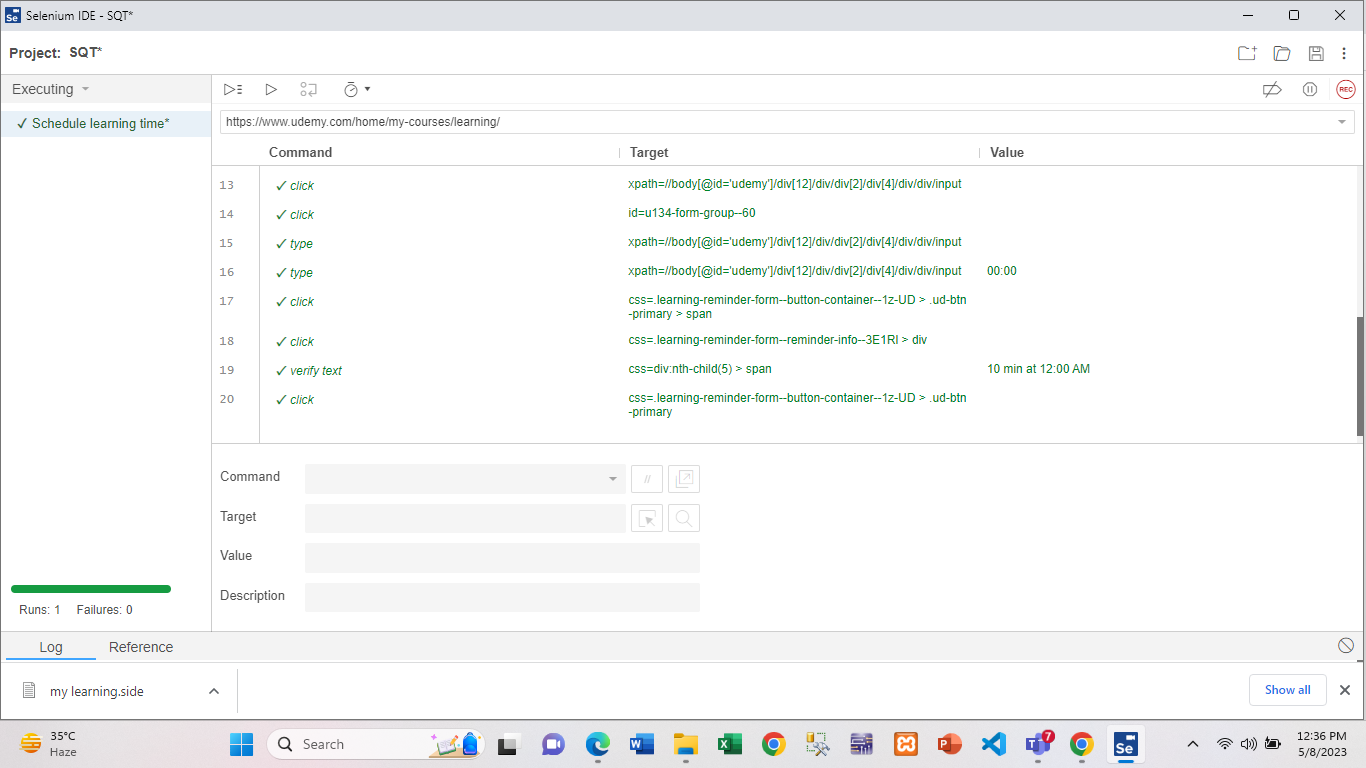 Selenium IDE - SQT*
Project: SQT*
Executing
REC
✓ Schedule learning time*
https://www.udemy.com/home/my-courses/learning/
Command Target Value
13 ✓ click xpath=//body[@id='udemy']/div[12]/div/div[2]/div[4]/div/div/input
14 ✓ click id=u134-form-group--60
15 ✓ type xpath=//body[@id='udemy']/div[12]/div/div[2]/div[4]/div/div/input
16 ✓ type xpath=//body[@id='udemy']/div[12]/div/div[2]/div[4]/div/div/input 00:00
17 ✓ click css=.learning-reminder-form--button-container--1z-UD > .ud-btn
-primary > span
18 ✓ click css=.learning-reminder-form--reminder-info--3E1RI > div
19 ✓ verify text css=div:nth-child(5) > span 10 min at 12:00 AM
20 ✓ click css=.learning-reminder-form--button-container--1z-UD > .ud-btn
-primary
Command //
Target
Value
Description
Runs: 1 Failures: 0
Log Reference
my learning.side
Show all
35°C
Haze
Search
7
Se
12:36 PM
5/8/2023